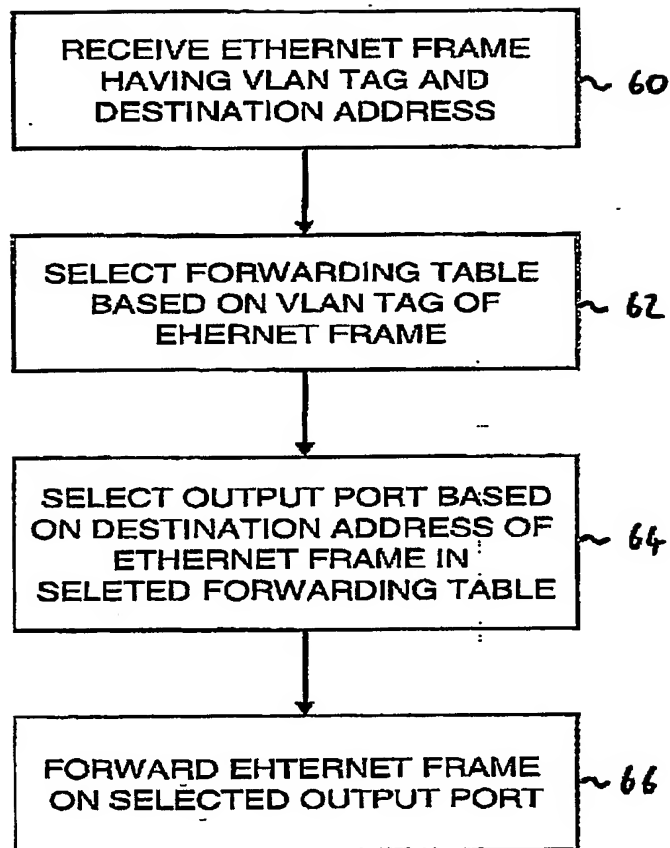 RECEIVE ETHERNET FRAME
HAVING VLAN TAG AND
DESTINATION ADDRESS
~ 60
SELECT FORWARDING TABLE
BASED ON VLAN TAG OF
EHERNET FRAME
~ 62
SELECT OUTPUT PORT BASED
ON DESTINATION ADDRESS OF
ETHERNET FRAME IN
SELETED FORWARDING TABLE
~ 64
FORWARD EHTERNET FRAME
ON SELECTED OUTPUT PORT
~ 66